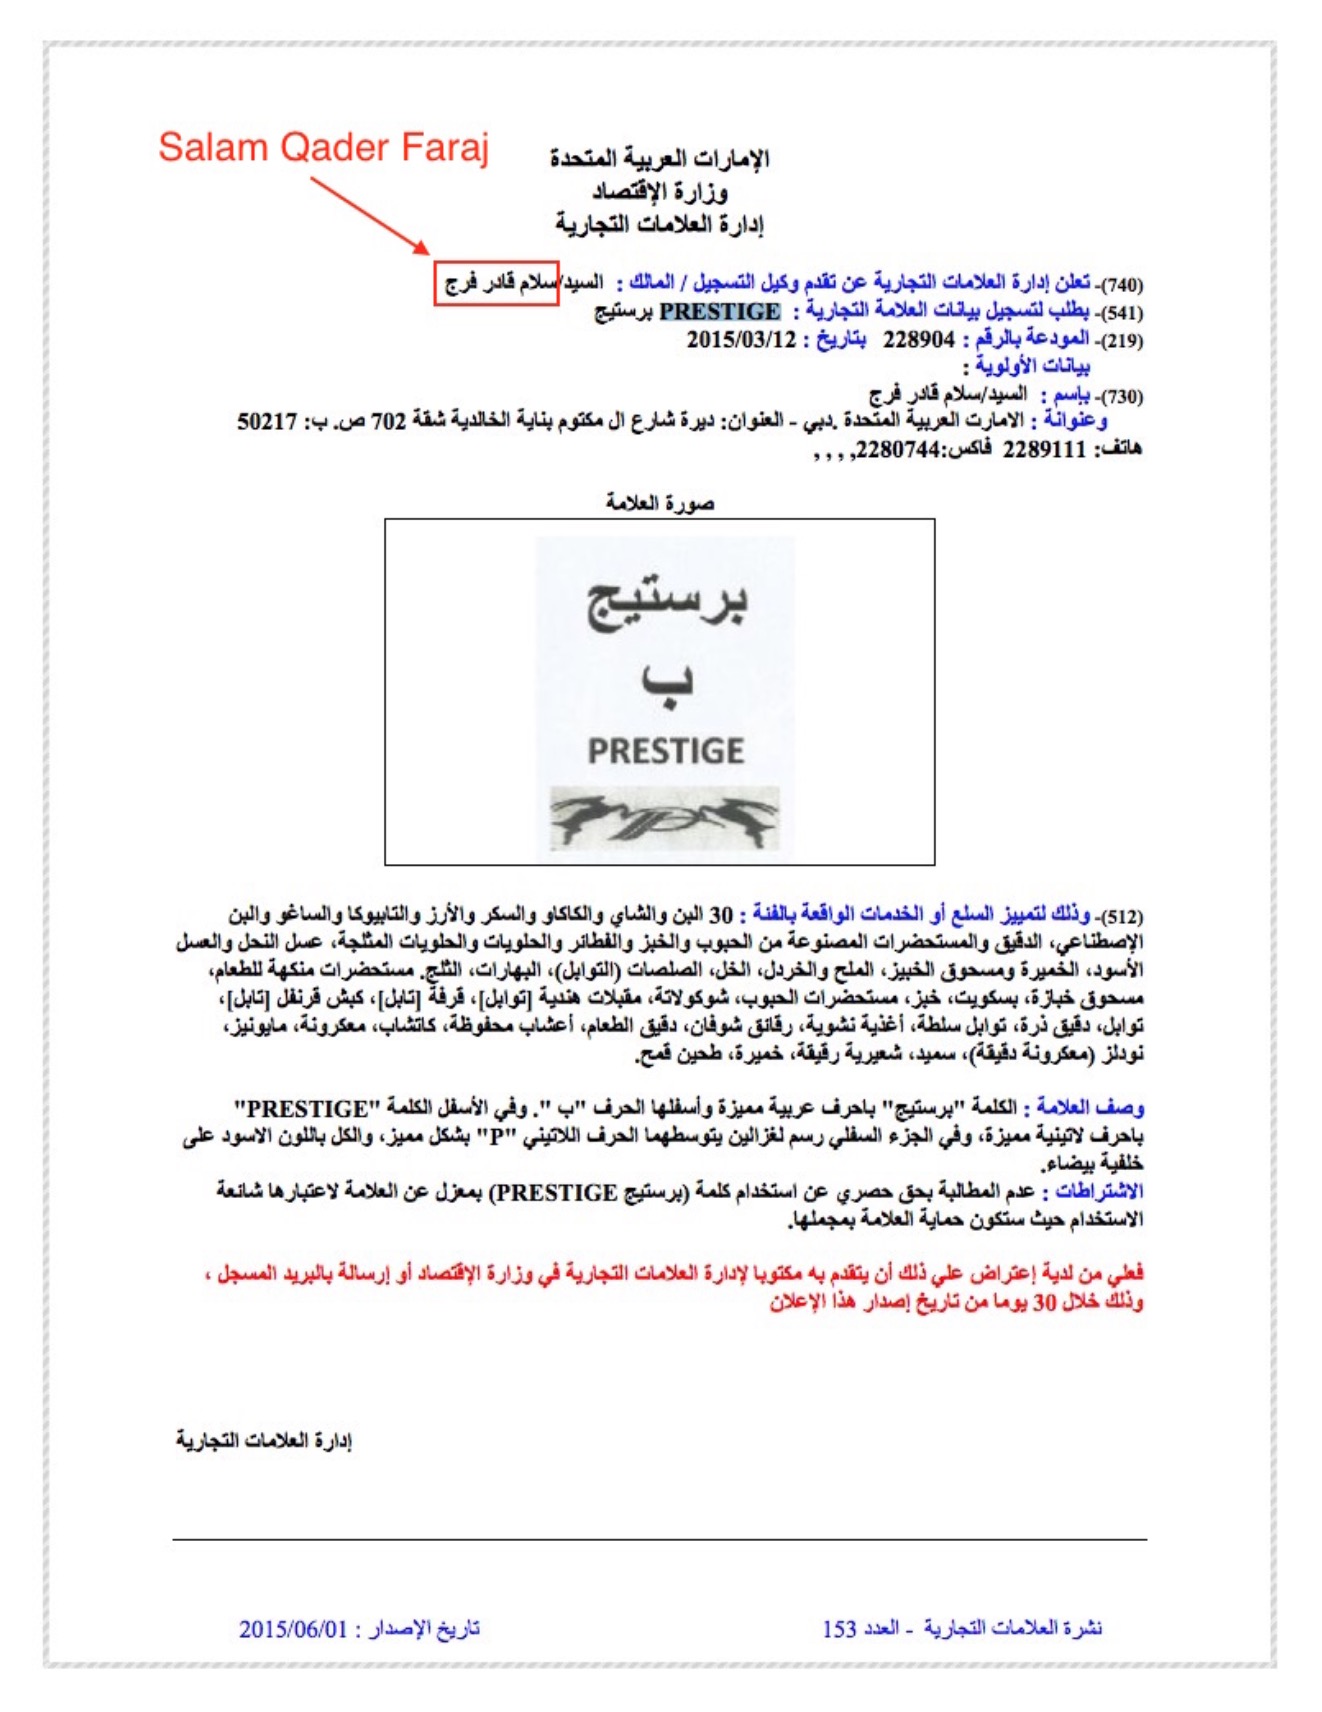 Salam Qader Faraj
الإمارات العربية المتحدة
وزارة الإقتصاد
إدارة العلامات التجارية
(740)- تعلن إدارة العلامات التجارية عن تقدم وكيل التسجيل / المالك : السيد/سلام قادر فرج
(541)- بطلب لتسجيل بيانات العلامة التجارية : PRESTIGE برستيج
(219)- المودعة بالرقم : 228904 بتاريخ : 2015/03/12
بيانات الأولوية :
(730)- بإسم : السيد/سلام قادر فرج
وعنوانة : الامارت العربية المتحدة .دبي - العنوان: ديرة شارع ال مكتوم بناية الخالدية شقة 702 ص. ب: 50217
هاتف: 2289111 فاكس:2280744, , , ,
صورة العلامة
برستيج
ب
PRESTIGE
P
(512)- وذلك لتمييز السلع أو الخدمات الواقعة بالفئة : 30 البن والشاي والكاكاو والسكر والأرز والتابيوكا والساغو والبن
الإصطناعي، الدقيق والمستحضرات المصنوعة من الحبوب والخبز والفطائر والحلويات والحلويات المثلجة، عسل النحل والعسل
الأسود، الخميرة ومسحوق الخبيز، الملح والخردل، الخل، الصلصات (التوابل)، البهارات، الثلج. مستحضرات منكهة للطعام،
مسحوق خبازة، بسكويت، خبز، مستحضرات الحبوب، شوكولاتة، مقبلات هندية [توابل]، قرفة [تابل]، كبش قرنفل [تابل]،
توابل، دقيق ذرة، توابل سلطة، أغذية نشوية، رقائق شوفان، دقيق الطعام، أعشاب محفوظة، كاتشاب، معكرونة، مايونيز،
نودلز (معكرونة دقيقة)، سميد، شعيرية رقيقة، خميرة، طحين قمح.
وصف العلامة : الكلمة "برستيج" باحرف عربية مميزة وأسفلها الحرف "ب ". وفي الأسفل الكلمة "PRESTIGE"
باحرف لاتينية مميزة، وفي الجزء السفلي رسم لغزالين يتوسطهما الحرف اللاتيني "P" بشكل مميز، والكل باللون الاسود على
خلفية بيضاء.
الاشتراطات : عدم المطالبة بحق حصري عن استخدام كلمة (برستيج PRESTIGE) بمعزل عن العلامة لاعتبارها شائعة
الاستخدام حيث ستكون حماية العلامة بمجملها.
فعلي من لدية إعتراض علي ذلك أن يتقدم به مكتوبا لإدارة العلامات التجارية في وزارة الإقتصاد أو إرسالة بالبريد المسجل ،
وذلك خلال 30 يوما من تاريخ إصدار هذا الإعلان
إدارة العلامات التجارية
نشرة العلامات التجارية - العدد 153 تاريخ الإصدار : 2015/06/01